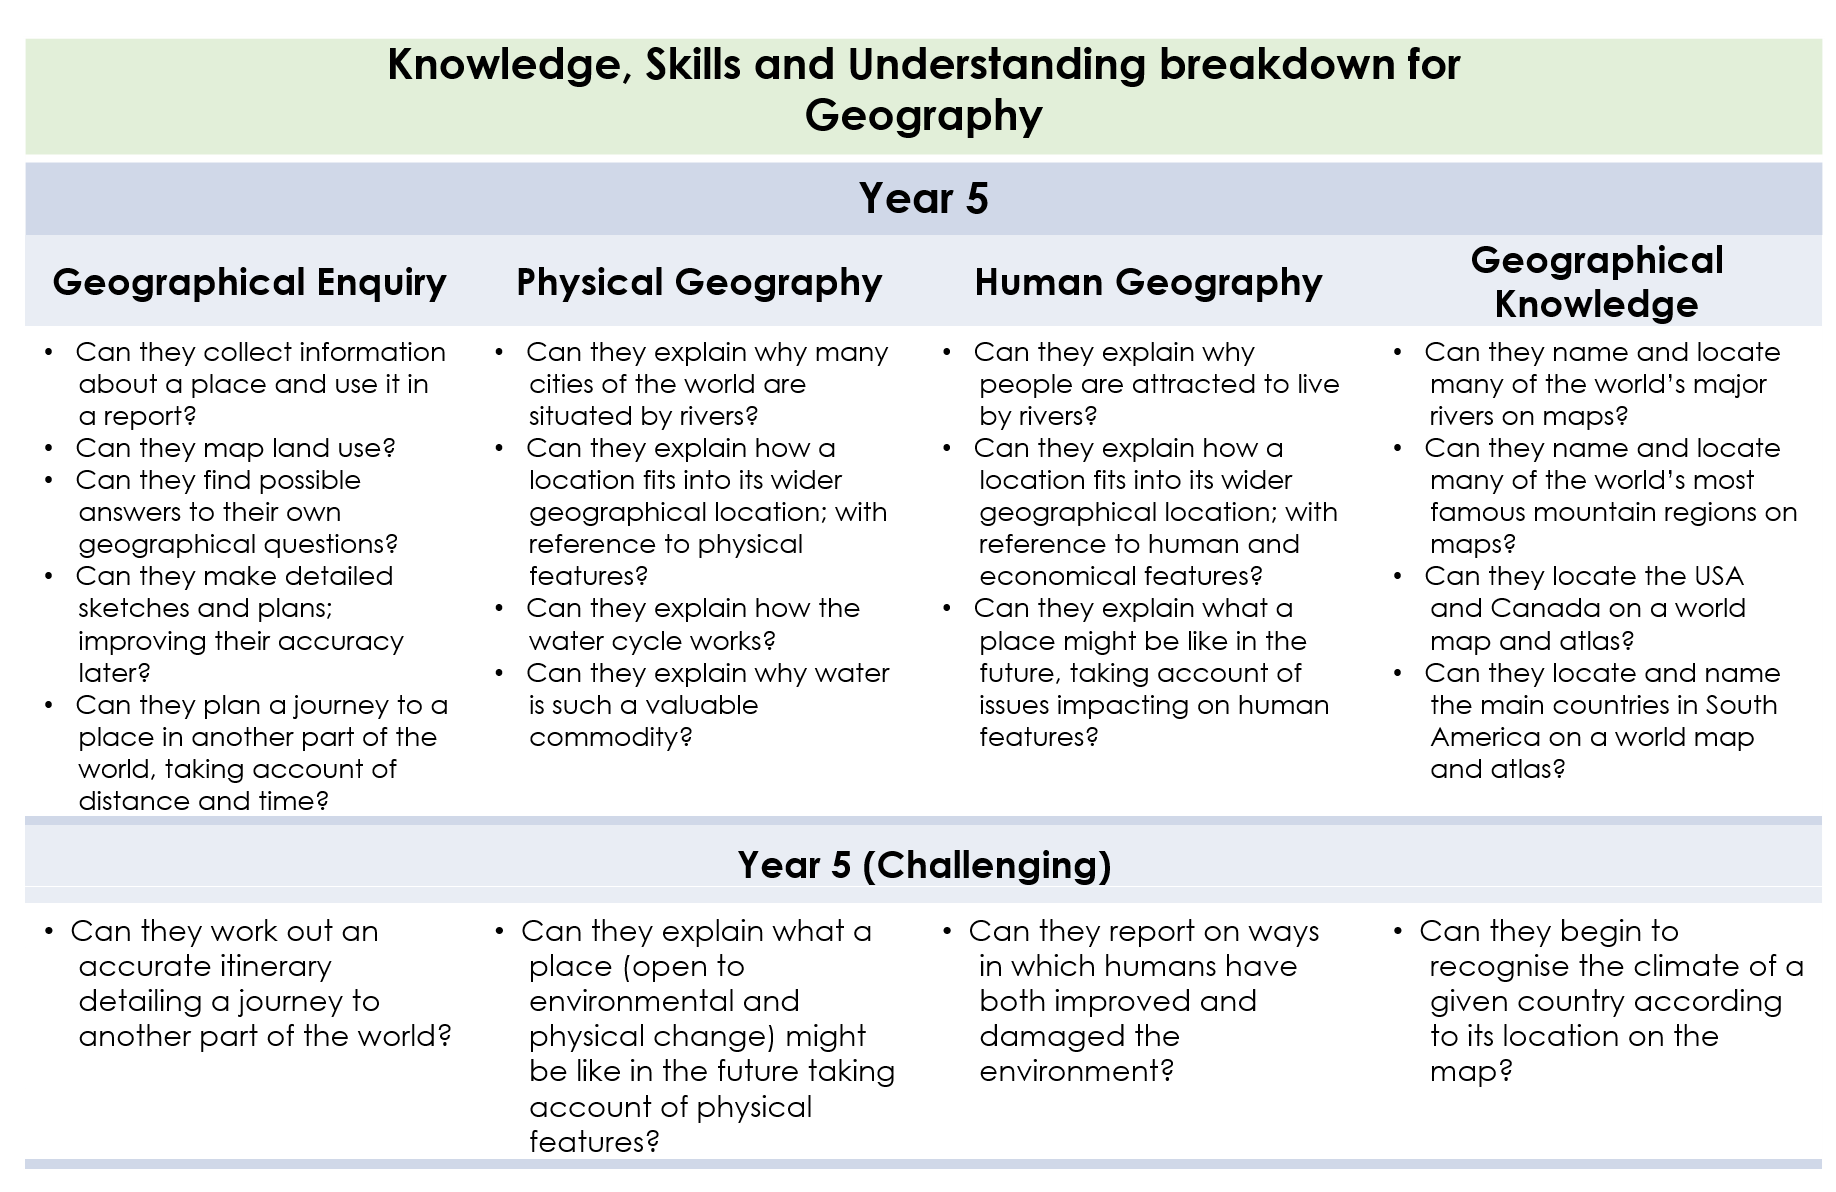 Knowledge, Skills and Understanding breakdown for
Geography
Year 5
Geographical Enquiry
Physical Geography
Human Geography
Geographical
Knowledge
• Can they collect information
about a place and use it in
a report?
• Can they map land use?
• Can they find possible
answers to their own
geographical questions?
• Can they make detailed
sketches and plans;
improving their accuracy
later?
• Can they plan a journey to a
place in another part of the
world, taking account of
distance and time?
• Can they explain why many
cities of the world are
situated by rivers?
• Can they explain how a
location fits into its wider
geographical location; with
reference to physical
features?
• Can they explain how the
water cycle works?
• Can they explain why water
is such a valuable
commodity?
• Can they explain why
people are attracted to live
by rivers?
• Can they explain how a
location fits into its wider
geographical location; with
reference to human and
economical features?
• Can they explain what a
place might be like in the
future, taking account of
issues impacting on human
features?
• Can they name and locate
many of the world’s major
rivers on maps?
• Can they name and locate
many of the world’s most
famous mountain regions on
maps?
• Can they locate the USA
and Canada on a world
map and atlas?
• Can they locate and name
the main countries in South
America on a world map
and atlas?
Year 5 (Challenging)
• Can they work out an
accurate itinerary
detailing a journey to
another part of the world?
• Can they explain what a
place (open to
environmental and
physical change) might
be like in the future taking
account of physical
features?
• Can they report on ways
in which humans have
both improved and
damaged the
environment?
• Can they begin to
recognise the climate of a
given country according
to its location on the
map?